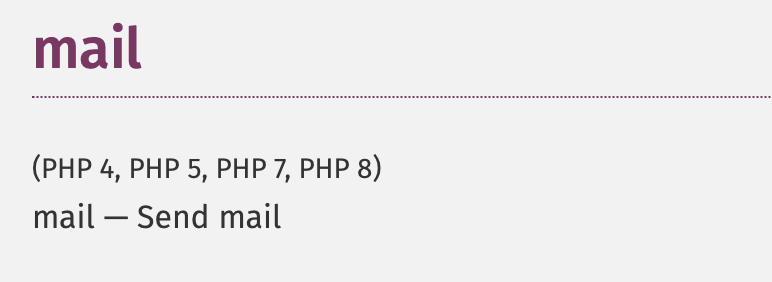 mail
(PHP 4, PHP 5, PHP 7, PHP 8)
mail — Send mail